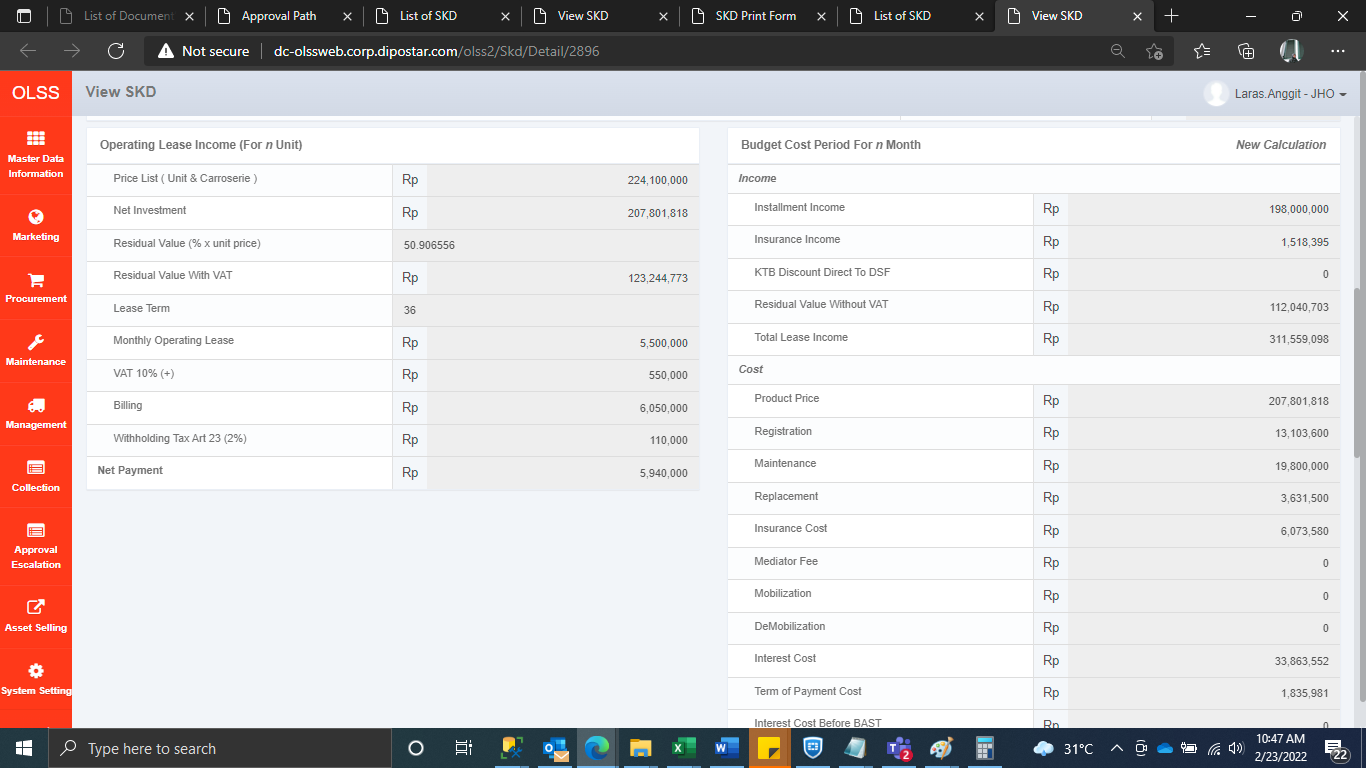 List of Document
Approval Path
List of SKD
View SKD
SKD Print Form
List of SKD
View SKD
Not secure
dc-olssweb.corp.dipostar.com/olss2/Skd/Detail/2896
OLSS
View SKD
Laras.Anggit - JHO
Master Data
Information
Marketing
Procurement
Maintenance
Management
Collection
Approval
Escalation
Asset Selling
System Setting
Operating Lease Income (For n Unit)
Price List ( Unit & Carroserie ) Rp 224,100,000
Net Investment Rp 207,801,818
Residual Value (% x unit price) 50.906556
Residual Value With VAT Rp 123,244,773
Lease Term 36
Monthly Operating Lease Rp 5,500,000
VAT 10% (+) Rp 550,000
Billing Rp 6,050,000
Withholding Tax Art 23 (2%) Rp 110,000
Net Payment Rp 5,940,000
Budget Cost Period For n Month New Calculation
Income
Installment Income Rp 198,000,000
Insurance Income Rp 1,518,395
KTB Discount Direct To DSF Rp 0
Residual Value Without VAT Rp 112,040,703
Total Lease Income Rp 311,559,098
Cost
Product Price Rp 207,801,818
Registration Rp 13,103,600
Maintenance Rp 19,800,000
Replacement Rp 3,631,500
Insurance Cost Rp 6,073,580
Mediator Fee Rp 0
Mobilization Rp 0
DeMobilization Rp 0
Interest Cost Rp 33,863,552
Term of Payment Cost Rp 1,835,981
Interest Cost Before BAST Rp 0
Type here to search
2
31°C
10:47 AM
2/23/2022
22